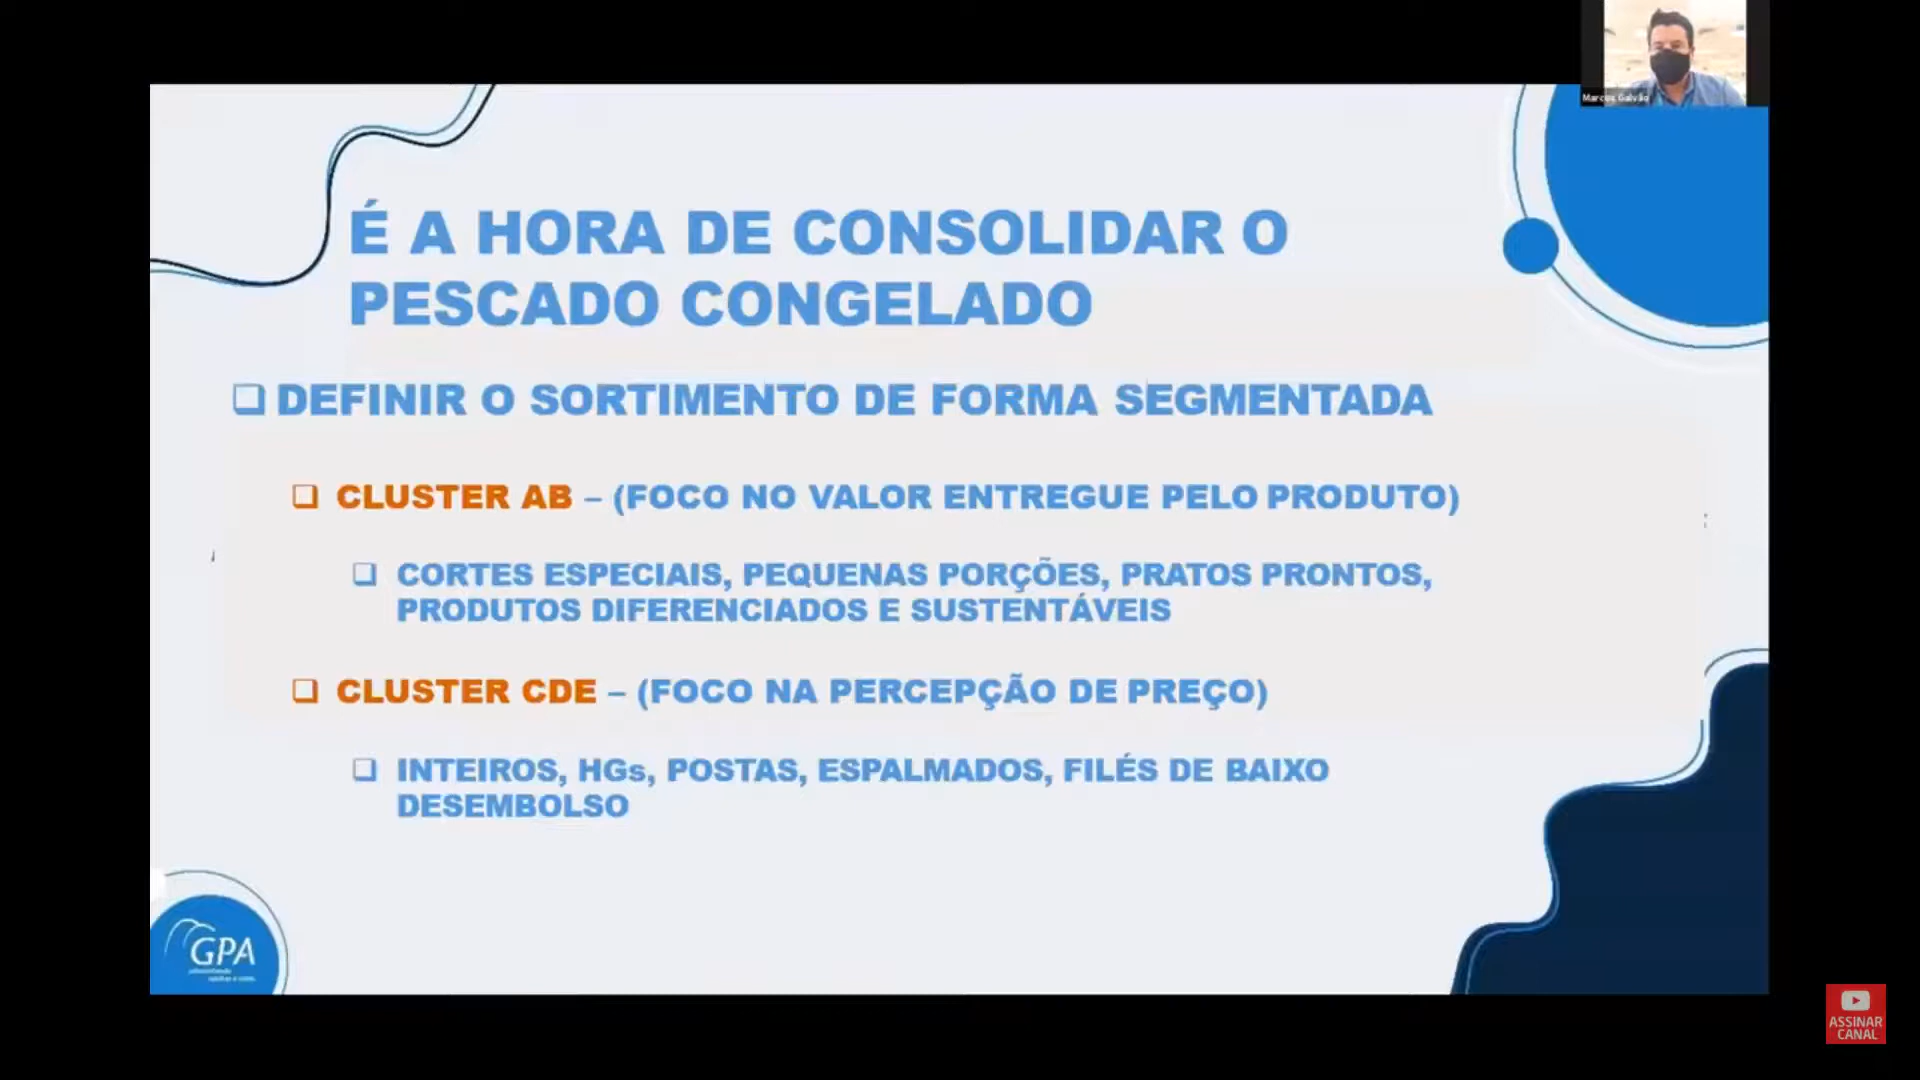 Marcus Galvão
É A HORA DE CONSOLIDAR O
PESCADO CONGELADO
DEFINIR O SORTIMENTO DE FORMA SEGMENTADA
CLUSTER AB – (FOCO NO VALOR ENTREGUE PELO PRODUTO)
CORTES ESPECIAIS, PEQUENAS PORÇÕES, PRATOS PRONTOS,
PRODUTOS DIFERENCIADOS E SUSTENTÁVEIS
CLUSTER CDE – (FOCO NA PERCEPÇÃO DE PREÇO)
INTEIROS, HGs, POSTAS, ESPALMADOS, FILÉS DE BAIXO
DESEMBOLSO
GPA
ASSINAR
CANAL